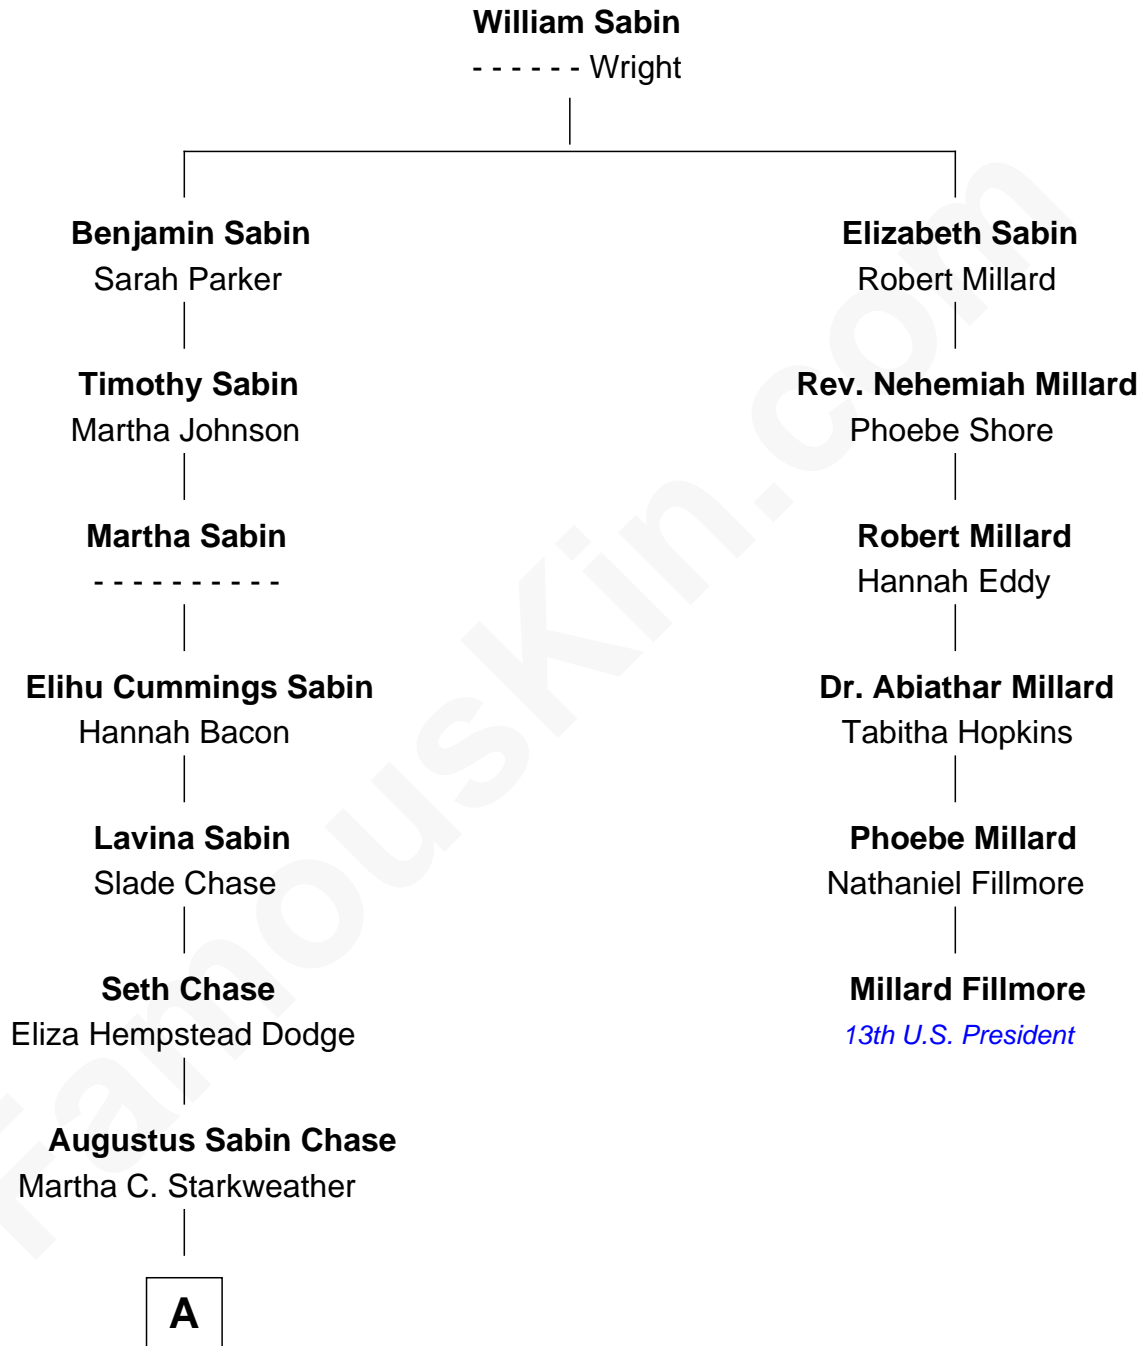 William Sabin
- - - - - - Wright
Benjamin Sabin
Sarah Parker
Elizabeth Sabin
Robert Millard
Timothy Sabin
Martha Johnson
Rev. Nehemiah Millard
Phoebe Shore
Martha Sabin
- - - - - - - - - -
Robert Millard
Hannah Eddy
Elihu Cummings Sabin
Hannah Bacon
Dr. Abiathar Millard
Tabitha Hopkins
Lavina Sabin
Slade Chase
Phoebe Millard
Nathaniel Fillmore
Seth Chase
Eliza Hempstead Dodge
Millard Fillmore
13th U.S. President
Augustus Sabin Chase
Martha C. Starkweather
A
FamousKin.com